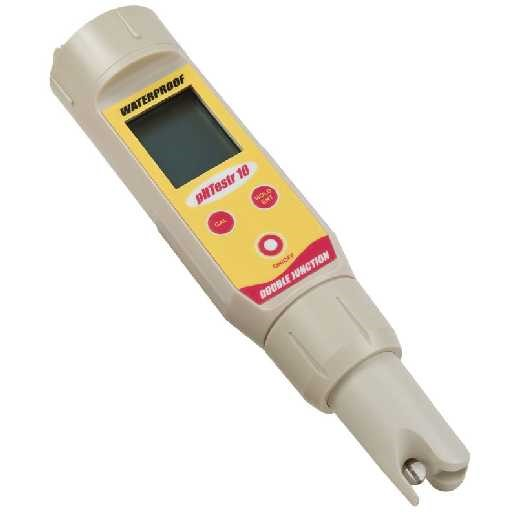 WATERPROOF
pHTestr 10
CAL
HOLD
ENT
ON/OFF
DOUBLE JUNCTION